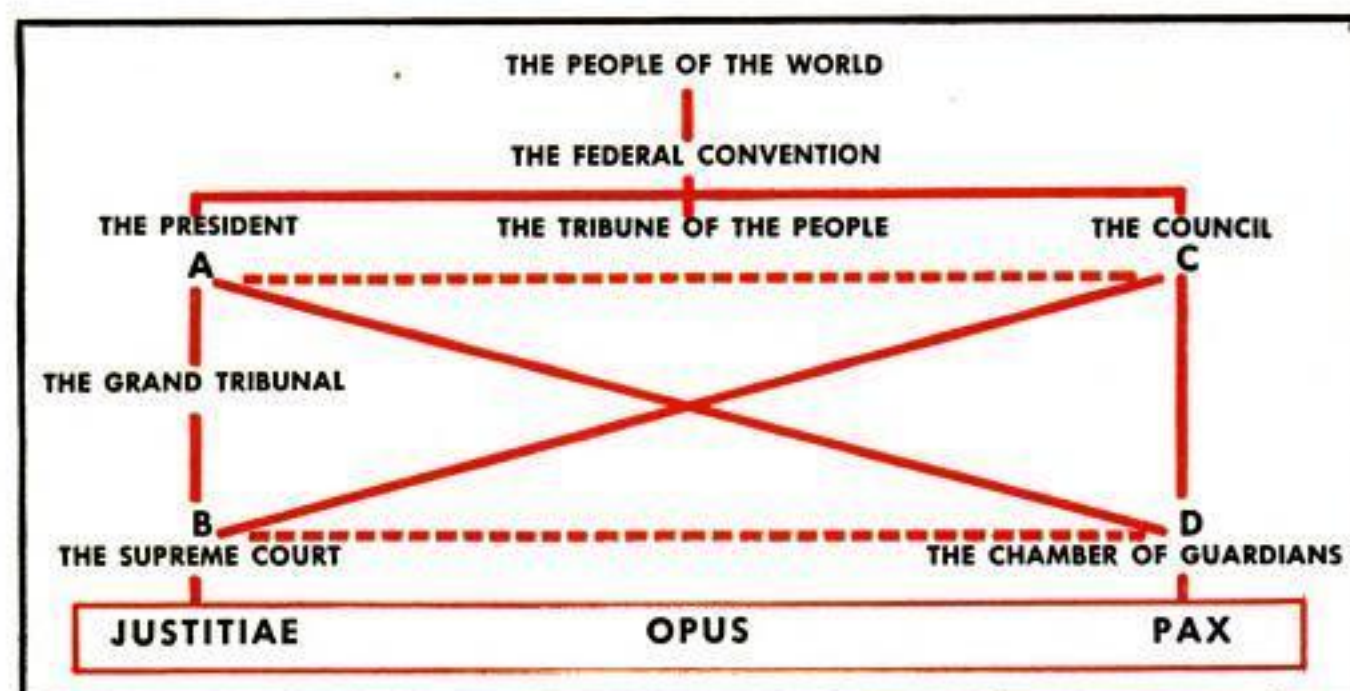 THE PEOPLE OF THE WORLD
THE FEDERAL CONVENTION
THE PRESIDENT THE TRIBUNE OF THE PEOPLE THE COUNCIL
A C
THE GRAND TRIBUNAL
B D
THE SUPREME COURT THE CHAMBER OF GUARDIANS
JUSTITIAE OPUS PAX